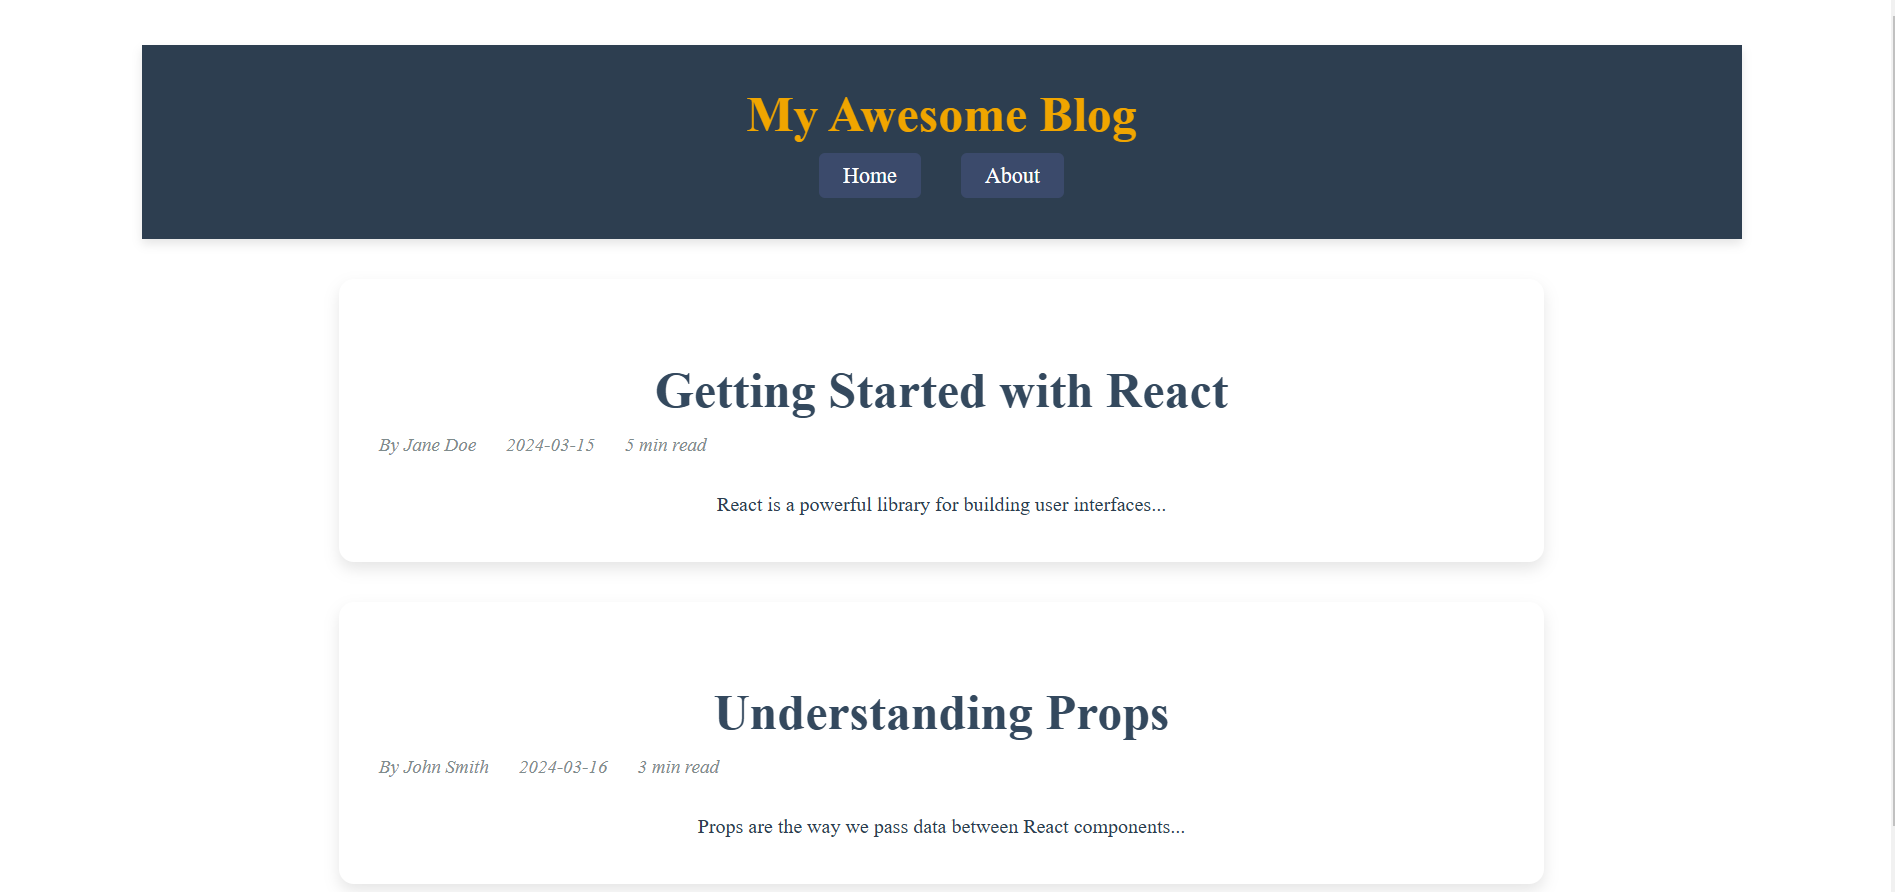 My Awesome Blog
Home About
Getting Started with React
By Jane Doe 2024-03-15 5 min read
React is a powerful library for building user interfaces...
Understanding Props
By John Smith 2024-03-16 3 min read
Props are the way we pass data between React components...